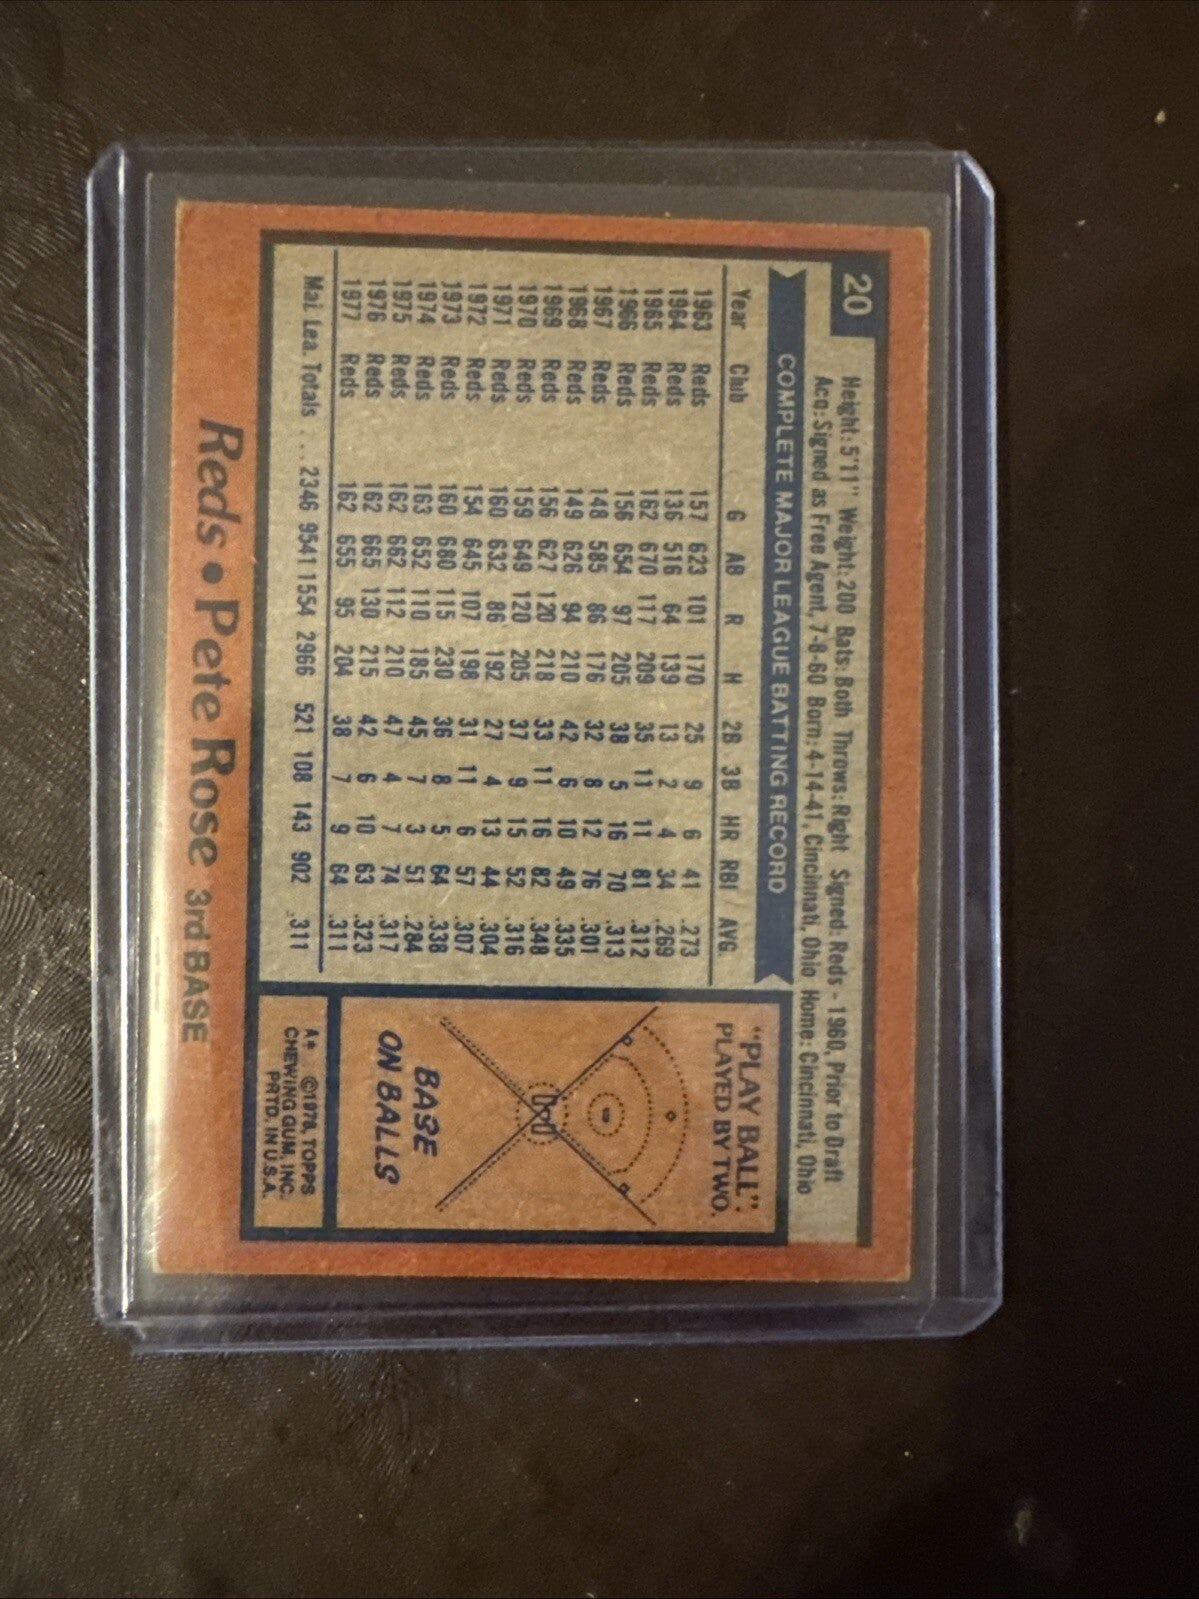 20
Height: 5'11" Weight: 200 Bats: Both Throws: Right Signed: Reds - 1960, Prior to Draft
Acq: Signed as Free Agent, 7-8-60 Born: 4-14-41, Cincinnati, Ohio Home: Cincinnati, Ohio
COMPLETE MAJOR LEAGUE BATTING RECORD
Year Club G AB R H 2B 3B HR RBI AVG.
1963 Reds 157 623 101 170 25 9 6 41 .273
1964 Reds 136 516 64 139 13 2 4 34 .269
1965 Reds 162 670 117 209 35 11 11 81 .312
1966 Reds 156 654 97 205 38 5 16 70 .313
1967 Reds 148 585 86 176 32 8 12 76 .301
1968 Reds 149 626 94 210 42 6 10 49 .335
1969 Reds 156 627 120 218 33 11 16 82 .348
1970 Reds 159 649 120 205 37 9 15 52 .316
1971 Reds 160 632 86 192 27 4 13 44 .304
1972 Reds 154 645 107 198 31 11 6 57 .307
1973 Reds 160 680 115 230 36 8 5 64 .338
1974 Reds 163 652 110 185 45 7 3 51 .284
1975 Reds 162 662 112 210 47 4 7 74 .317
1976 Reds 162 665 130 215 42 6 10 63 .323
1977 Reds 162 655 95 204 38 7 9 64 .311
Maj. Lea. Totals ... 2346 9541 1554 2966 521 108 143 902 .311
"PLAY BALL":
PLAYED BY TWO.
BASE
ON BALLS
A* ©1978, TOPPS
CHEWING GUM, INC.
PRTD. IN U.S.A.
Reds • Pete Rose 3rd BASE